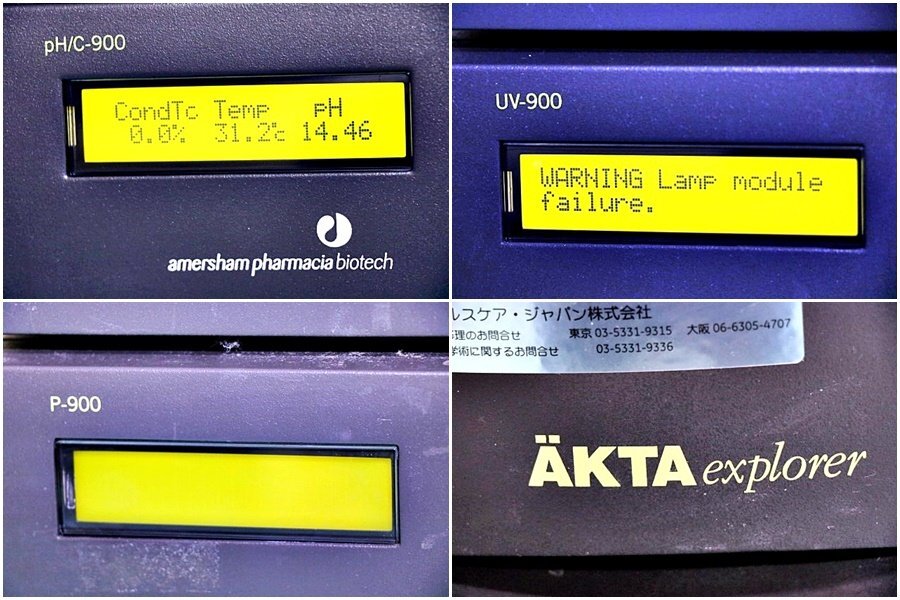 pH/C-900
CondTc Temp pH
0.0% 31.2℃ 14.46
amersham pharmacia biotech
UV-900
WARNING Lamp module
failure.
P-900
ルスケア・ジャパン株式会社
理のお問合せ 東京 03-5331-9315 大阪 06-6305-4707
学術に関するお問合せ 03-5331-9336
ÄKTA explorer